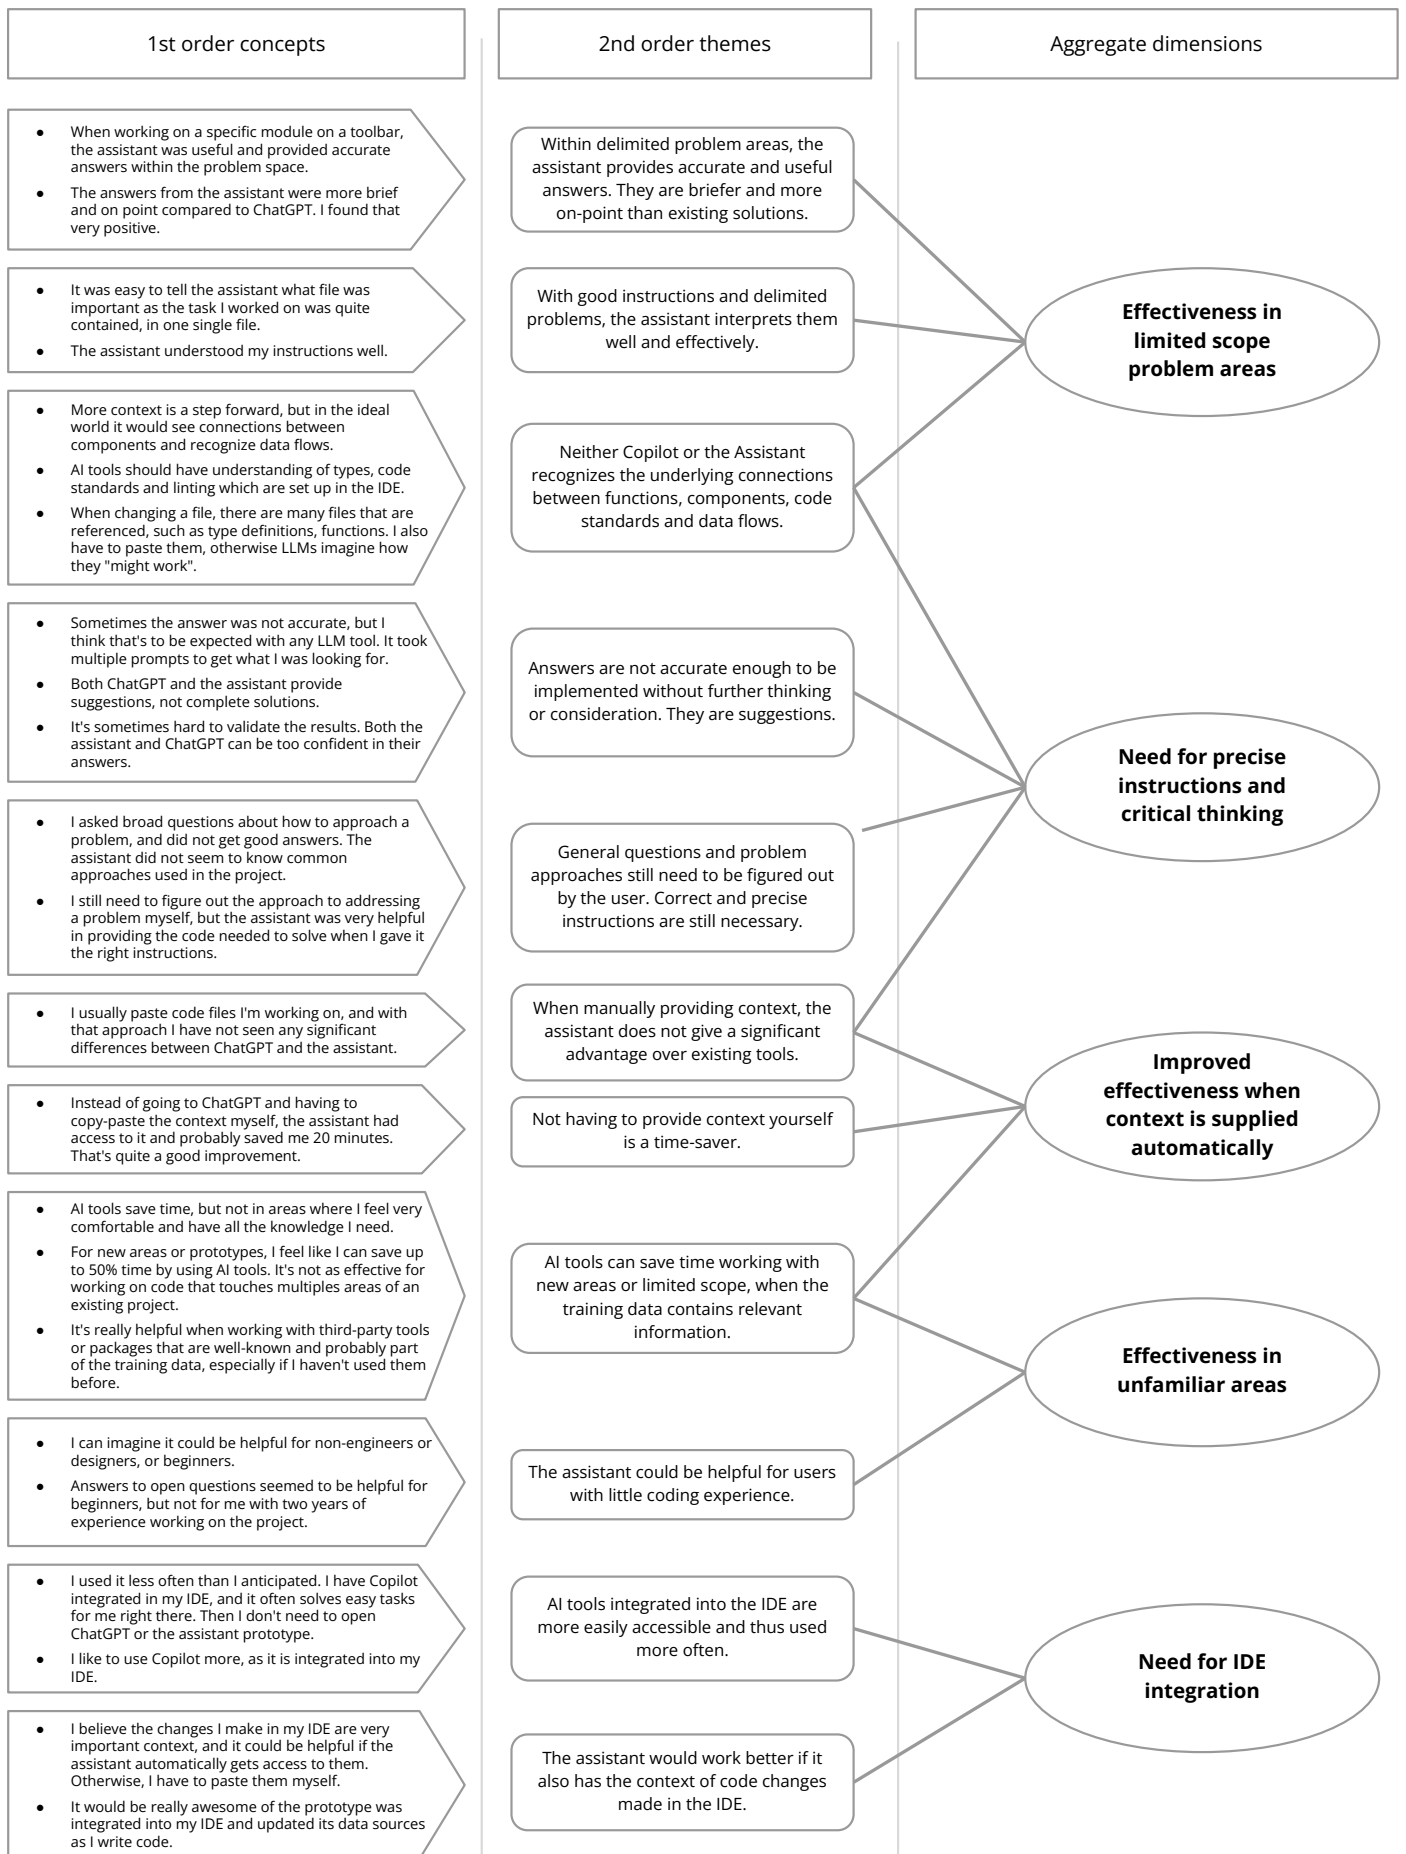 1st order concepts
2nd order themes
Aggregate dimensions
● When working on a specific module on a toolbar,
the assistant was useful and provided accurate
answers within the problem space.
● The answers from the assistant were more brief
and on point compared to ChatGPT. I found that
very positive.
● It was easy to tell the assistant what file was
important as the task I worked on was quite
contained, in one single file.
● The assistant understood my instructions well.
● More context is a step forward, but in the ideal
world it would see connections between
components and recognize data flows.
● AI tools should have understanding of types, code
standards and linting which are set up in the IDE.
● When changing a file, there are many files that are
referenced, such as type definitions, functions. I also
have to paste them, otherwise LLMs imagine how
they "might work".
● Sometimes the answer was not accurate, but I
think that's to be expected with any LLM tool. It took
multiple prompts to get what I was looking for.
● Both ChatGPT and the assistant provide
suggestions, not complete solutions.
● It's sometimes hard to validate the results. Both the
assistant and ChatGPT can be too confident in their
answers.
● I asked broad questions about how to approach a
problem, and did not get good answers. The
assistant did not seem to know common
approaches used in the project.
● I still need to figure out the approach to addressing
a problem myself, but the assistant was very helpful
in providing the code needed to solve when I gave it
the right instructions.
● I usually paste code files I'm working on, and with
that approach I have not seen any significant
differences between ChatGPT and the assistant.
● Instead of going to ChatGPT and having to
copy-paste the context myself, the assistant had
access to it and probably saved me 20 minutes.
That's quite a good improvement.
● AI tools save time, but not in areas where I feel very
comfortable and have all the knowledge I need.
● For new areas or prototypes, I feel like I can save up
to 50% time by using AI tools. It's not as effective for
working on code that touches multiples areas of an
existing project.
● It's really helpful when working with third-party tools
or packages that are well-known and probably part
of the training data, especially if I haven't used them
before.
● I can imagine it could be helpful for non-engineers or
designers, or beginners.
● Answers to open questions seemed to be helpful for
beginners, but not for me with two years of
experience working on the project.
● I used it less often than I anticipated. I have Copilot
integrated in my IDE, and it often solves easy tasks
for me right there. Then I don't need to open
ChatGPT or the assistant prototype.
● I like to use Copilot more, as it is integrated into my
IDE.
● I believe the changes I make in my IDE are very
important context, and it could be helpful if the
assistant automatically gets access to them.
Otherwise, I have to paste them myself.
● It would be really awesome of the prototype was
integrated into my IDE and updated its data sources
as I write code.
Within delimited problem areas, the
assistant provides accurate and useful
answers. They are briefer and more
on-point than existing solutions.
With good instructions and delimited
problems, the assistant interprets them
well and effectively.
Neither Copilot or the Assistant
recognizes the underlying connections
between functions, components, code
standards and data flows.
Answers are not accurate enough to be
implemented without further thinking
or consideration. They are suggestions.
General questions and problem
approaches still need to be figured out
by the user. Correct and precise
instructions are still necessary.
When manually providing context, the
assistant does not give a significant
advantage over existing tools.
Not having to provide context yourself
is a time-saver.
AI tools can save time working with
new areas or limited scope, when the
training data contains relevant
information.
The assistant could be helpful for users
with little coding experience.
AI tools integrated into the IDE are
more easily accessible and thus used
more often.
The assistant would work better if it
also has the context of code changes
made in the IDE.
Effectiveness in
limited scope
problem areas
Need for precise
instructions and
critical thinking
Improved
effectiveness when
context is supplied
automatically
Effectiveness in
unfamiliar areas
Need for IDE
integration